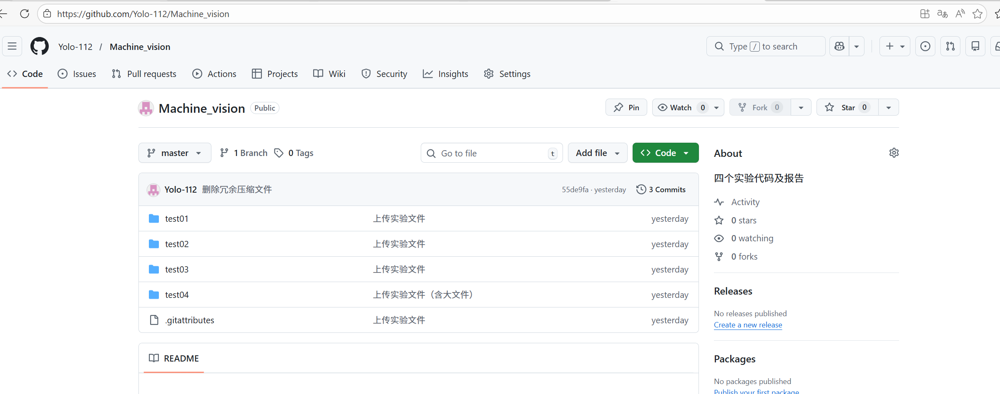 https://github.com/Yolo-112/Machine_vision
Yolo-112 / Machine_vision
Type / to search
Code Issues Pull requests Actions Projects Wiki Security Insights Settings
Machine_vision Public
Pin Watch 0 Fork 0 Star 0
master 1 Branch 0 Tags Go to file t Add file Code
Yolo-112 删除冗余压缩文件 55de9fa · yesterday 3 Commits
test01 上传实验文件 yesterday
test02 上传实验文件 yesterday
test03 上传实验文件 yesterday
test04 上传实验文件（含大文件） yesterday
.gitattributes 上传实验文件 yesterday
README
About
四个实验代码及报告
Activity
0 stars
0 watching
0 forks
Releases
No releases published
Create a new release
Packages
No packages published
Publish your first package